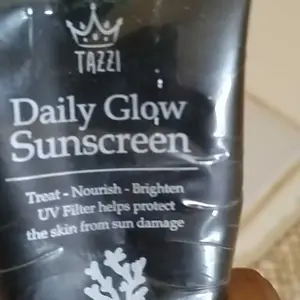 TAZZI
Daily Glow
Sunscreen
Treat - Nourish - Brighten
UV Filter helps protect
the skin from sun damage